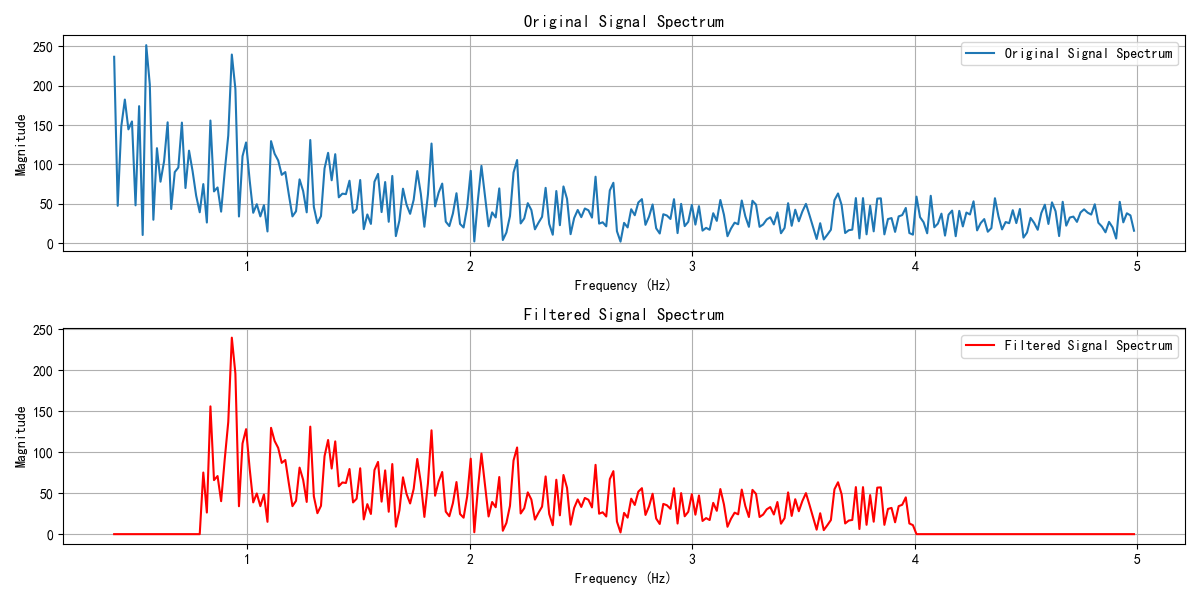 Original Signal Spectrum
250
200
150
100
50
0
Magnitude
Original Signal Spectrum
1 2 3 4 5
Frequency (Hz)
Filtered Signal Spectrum
250
200
150
100
50
0
Magnitude
Filtered Signal Spectrum
1 2 3 4 5
Frequency (Hz)